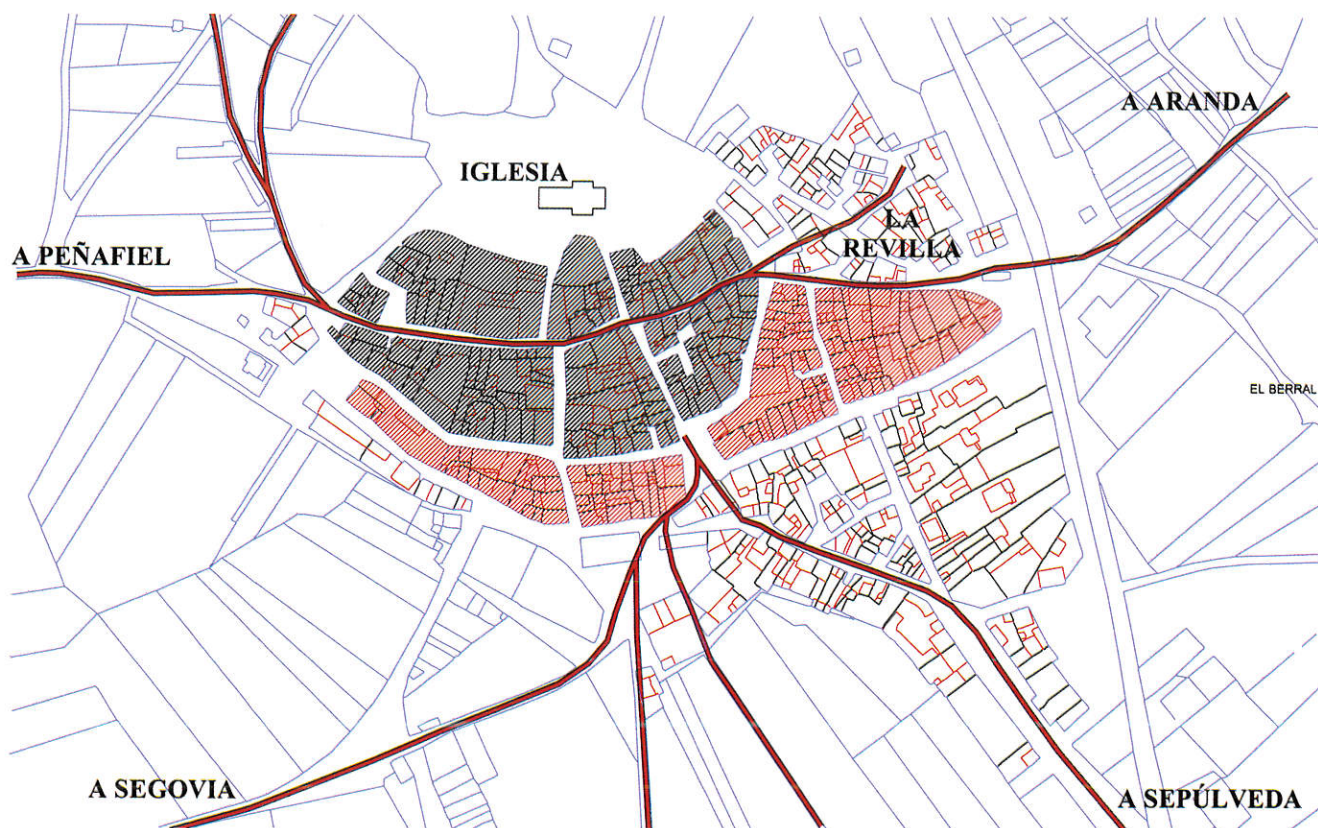 A ARANDA
IGLESIA
LA
REVILLA
A PEÑAFIEL
EL BERRAL
A SEGOVIA
A SEPÚLVEDA